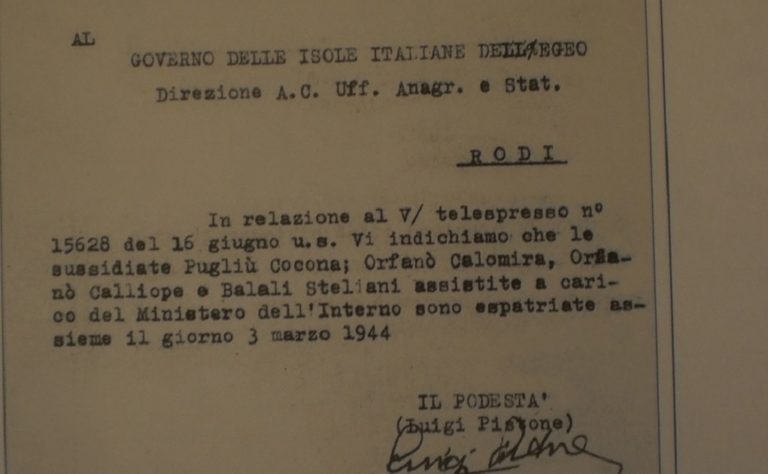 AL
GOVERNO DELLE ISOLE ITALIANE DELL'EGEO
Direzione A.C. Uff. Anagr. e Stat.
R O D I
In relazione al V/ telespresso n°
15628 del 16 giugno u.s. Vi indichiamo che le
sussidiate Pugliù Cocona; Orfanò Calomira, Orfa-
nò Calliope e Balali Steliani assistite a cari-
co del Ministero dell'Interno sono espatriate as-
sieme il giorno 3 marzo 1944
IL PODESTA'
(Luigi Pistone)